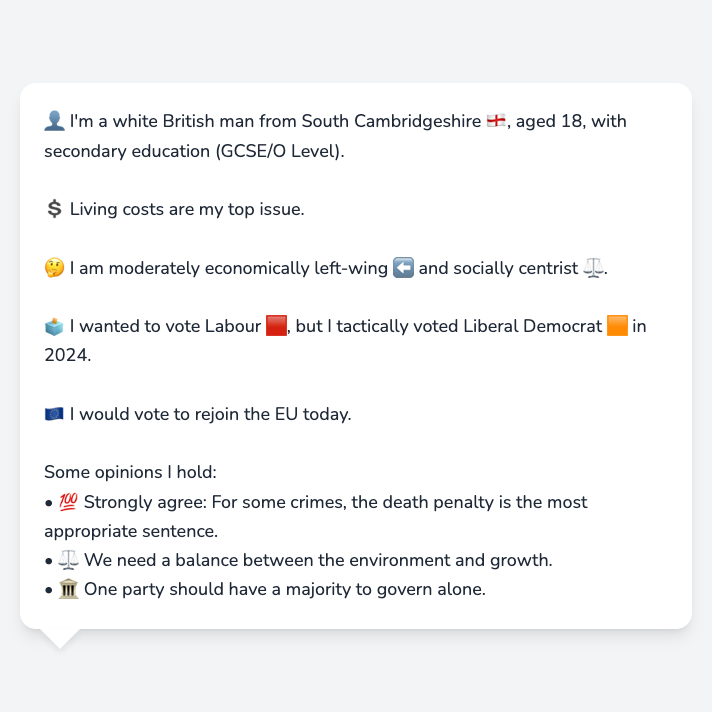 👤 I'm a white British man from South Cambridgeshire 🏴󠁧󠁢󠁥󠁮󠁧󠁿, aged 18, with
secondary education (GCSE/O Level).
💲 Living costs are my top issue.
🤔 I am moderately economically left-wing ⬅️ and socially centrist ⚖️.
🗳️ I wanted to vote Labour 🟥, but I tactically voted Liberal Democrat 🟧 in
2024.
🇪🇺 I would vote to rejoin the EU today.
Some opinions I hold:
• 💯 Strongly agree: For some crimes, the death penalty is the most
appropriate sentence.
• ⚖️ We need a balance between the environment and growth.
• 🏛️ One party should have a majority to govern alone.